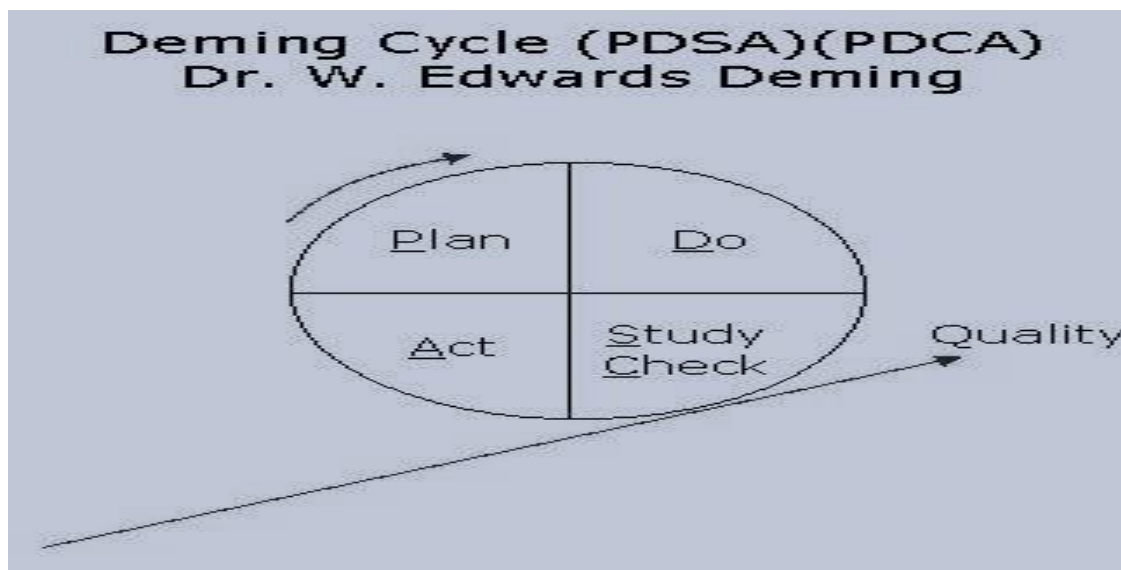 Deming Cycle (PDSA)(PDCA)
Dr. W. Edwards Deming
Plan
Do
Act
Study
Check
Quality